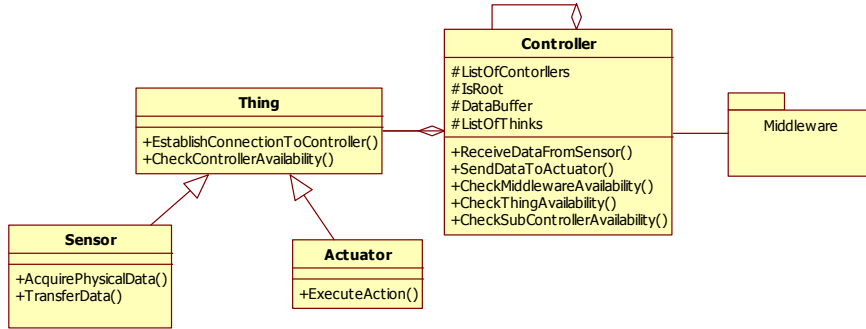 Controller
#ListOfContorllers
#IsRoot
#DataBuffer
#ListOfThinks
+ReceiveDataFromSensor()
+SendDataToActuator()
+CheckMiddlewareAvailability()
+CheckThingAvailability()
+CheckSubControllerAvailability()
Thing
+EstablishConnectionToController()
+CheckControllerAvailability()
Middleware
Sensor
+AcquirePhysicalData()
+TransferData()
Actuator
+ExecuteAction()